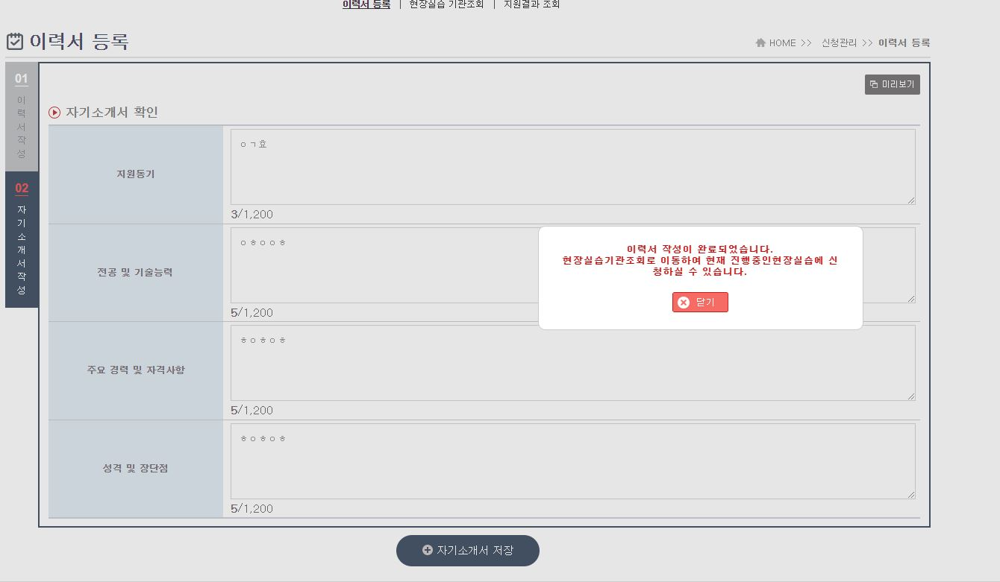 이력서 등록 | 현장실습 기관조회 | 지원결과 조회
이력서 등록
HOME >> 신청관리 >> 이력서 등록
01
이
력
서
작
성
02
자
기
소
개
서
작
성
미리보기
자기소개서 확인
지원동기
ㅇㄱ효
3/1,200
전공 및 기술능력
ㅇㅎㅇㅇㅎ
5/1,200
이력서 작성이 완료되었습니다.
현장실습기관조회로 이동하여 현재 진행중인현장실습에 신
청하실 수 있습니다.
닫기
주요 경력 및 자격사항
ㅎㅇㅎㅇㅎ
5/1,200
성격 및 장단점
ㅎㅇㅎㅇㅎ
5/1,200
자기소개서 저장